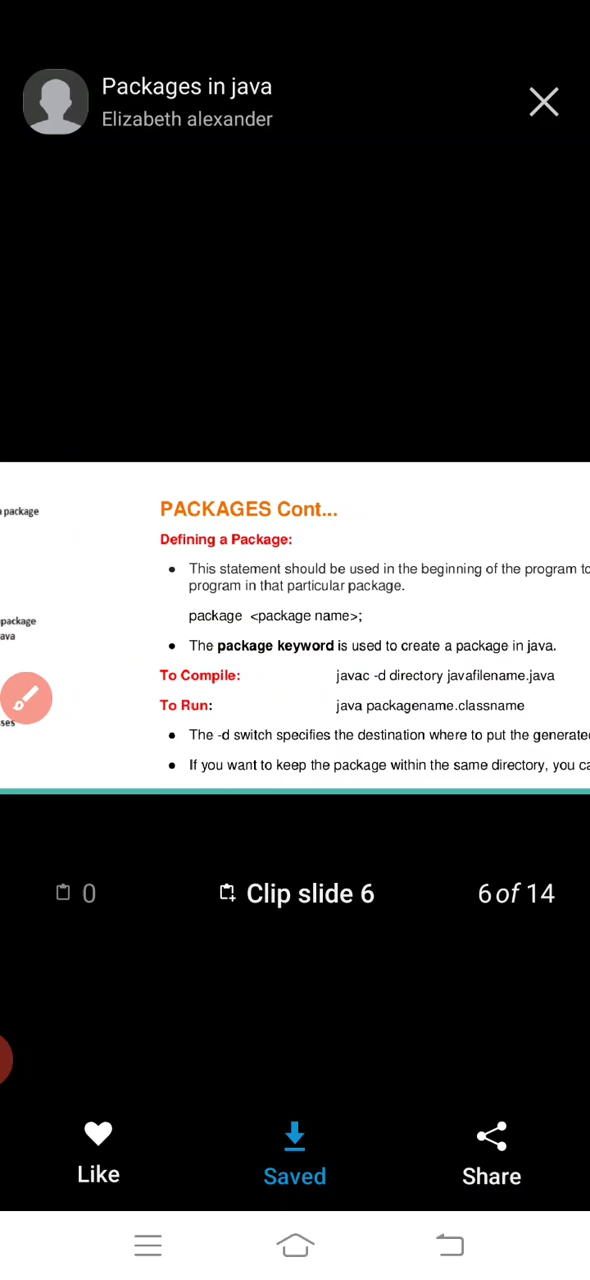 Packages in java
Elizabeth alexander
a package
package
ava
ses
PACKAGES Cont...
Defining a Package:
• This statement should be used in the beginning of the program to
program in that particular package.
package <package name>;
• The package keyword is used to create a package in java.
To Compile: javac -d directory javafilename.java
To Run: java packagename.classname
• The -d switch specifies the destination where to put the generate
• If you want to keep the package within the same directory, you ca
0
Clip slide 6
6 of 14
Like
Saved
Share